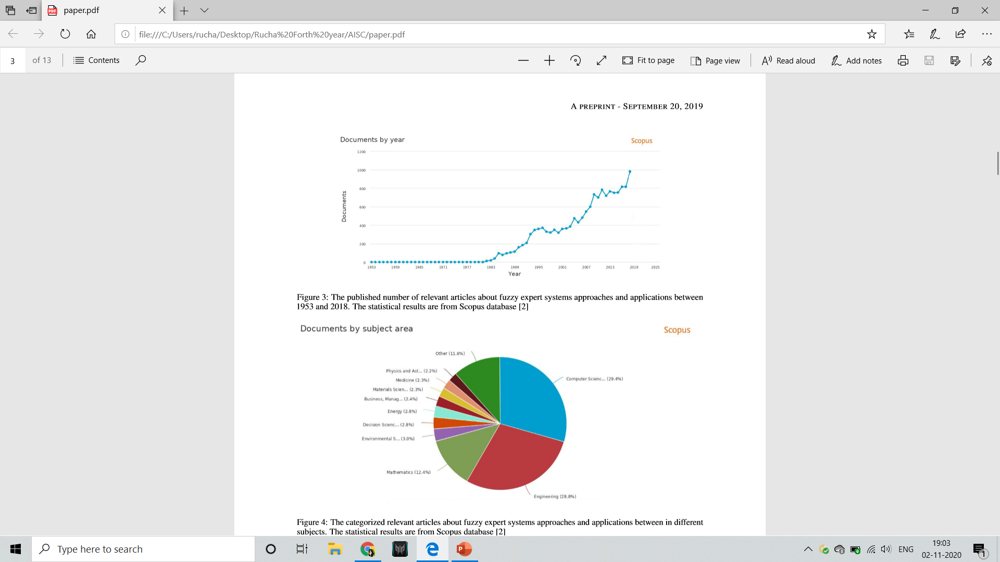 paper.pdf
file:///C:/Users/rucha/Desktop/Rucha%20Forth%20year/AISC/paper.pdf
3 of 13 Contents Fit to page Page view Read aloud Add notes
A PREPRINT - SEPTEMBER 20, 2019
Documents by year Scopus
1200
1000
800
600
400
200
0
Documents
1953 1959 1965 1971 1977 1983 1989 1995 2001 2007 2013 2019 2025
Year
Figure 3: The published number of relevant articles about fuzzy expert systems approaches and applications between
1953 and 2018. The statistical results are from Scopus database [2]
Documents by subject area Scopus
Other (11.6%)
Physics and Ast... (2.2%)
Medicine (2.3%)
Computer Scienc... (29.4%)
Materials Scien... (2.3%)
Business, Manag... (2.4%)
Energy (2.8%)
Decision Scienc... (2.8%)
Environmental S... (3.0%)
Mathematics (12.4%)
Engineering (28.8%)
Figure 4: The categorized relevant articles about fuzzy expert systems approaches and applications between in different
subjects. The statistical results are from Scopus database [2]
Type here to search
ENG
19:03
02-11-2020
1